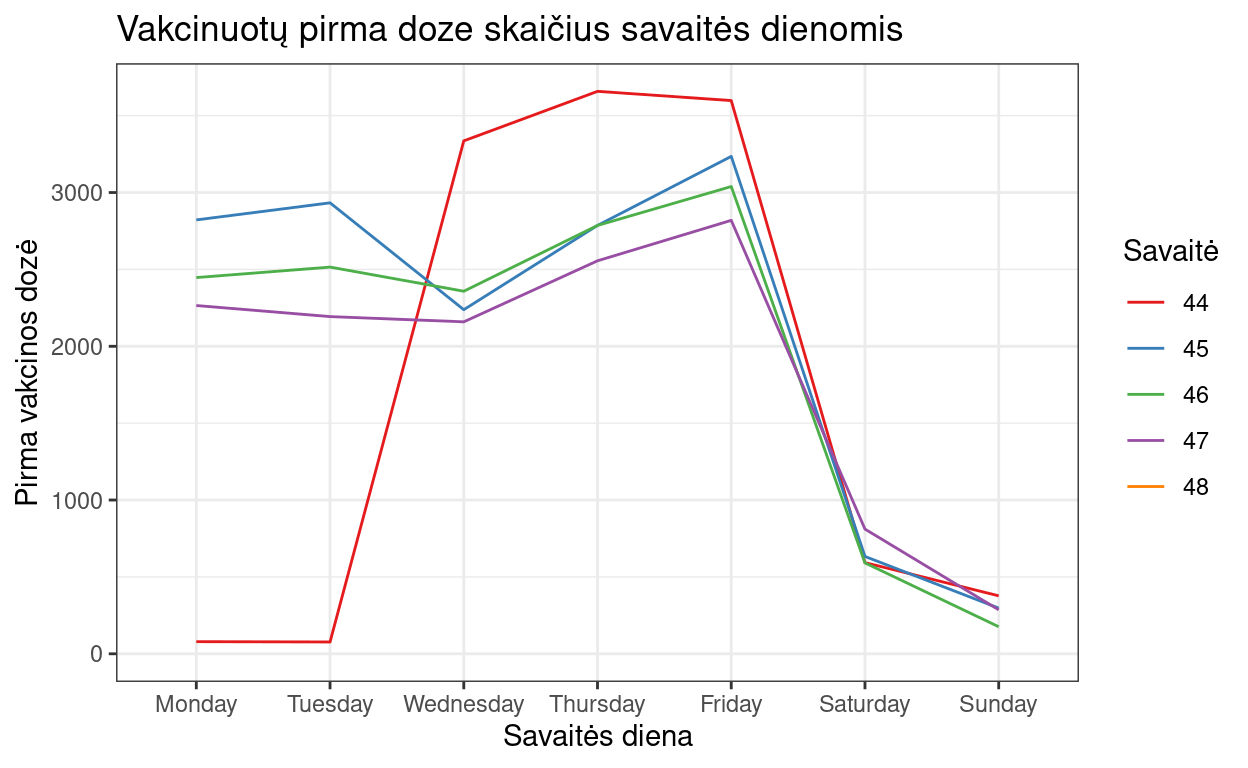 Vakcinuotų pirma doze skaičius savaitės dienomis
Pirma vakcinos dozė
3000
2000
1000
0
Monday Tuesday Wednesday Thursday Friday Saturday Sunday
Savaitės diena
Savaitė
44
45
46
47
48